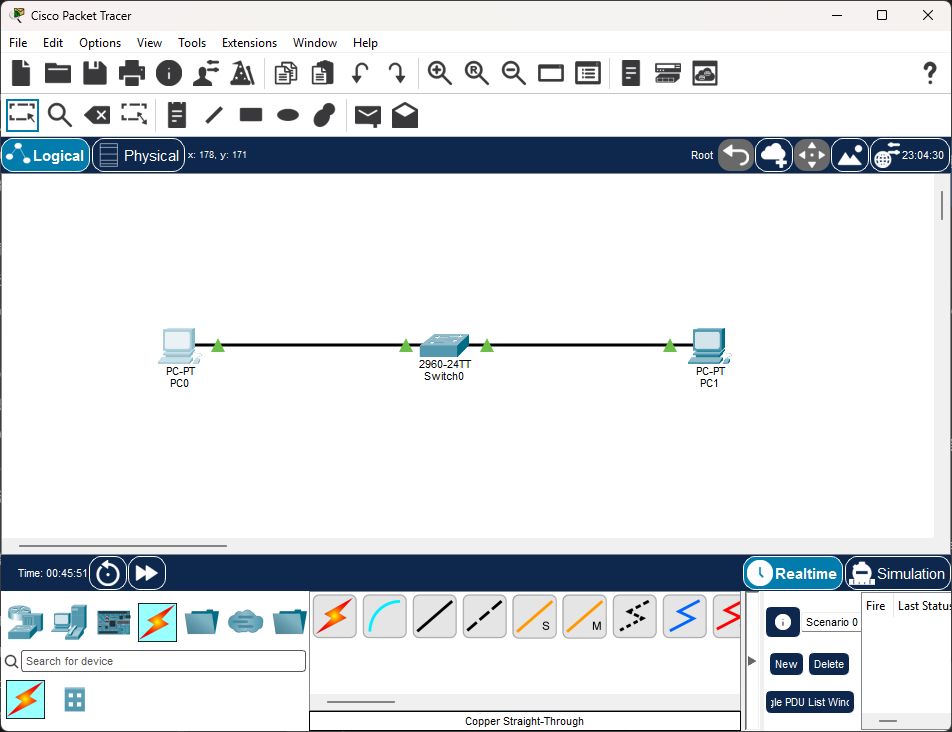 Cisco Packet Tracer
File Edit Options View Tools Extensions Window Help
R
?
Logical Physical x: 178, y: 171 Root 23:04:30
PC-PT
PC0
2960-24TT
Switch0
PC-PT
PC1
Time: 00:45:51 Realtime Simulation
S M
Scenario 0
Fire Last Status
Search for device
New Delete
gle PDU List Wind
Copper Straight-Through